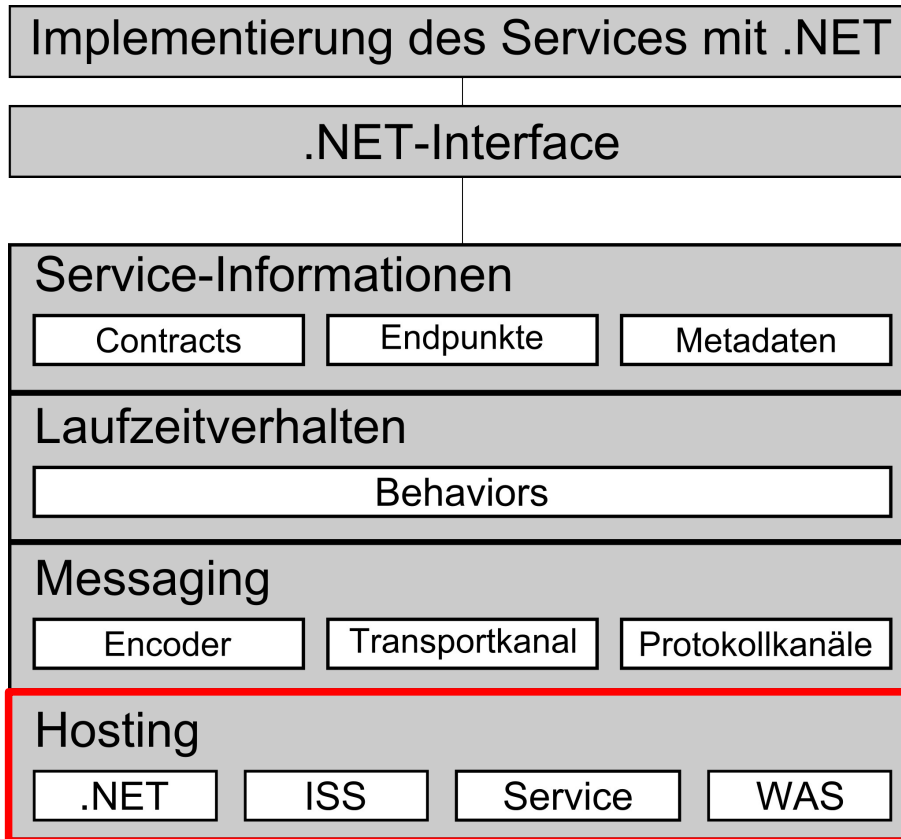 Implementierung des Services mit .NET
.NET-Interface
Service-Informationen
Contracts Endpunkte Metadaten
Laufzeitverhalten
Behaviors
Messaging
Encoder Transportkanal Protokollkanäle
Hosting
.NET ISS Service WAS